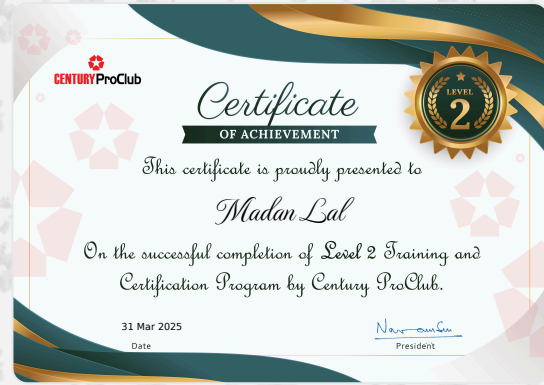 CENTURY ProClub
Certificate
OF ACHIEVEMENT
LEVEL
2
This certificate is proudly presented to
Madan Lal
On the successful completion of Level 2 Training and
Certification Program by Century ProClub.
31 Mar 2025
Date
President